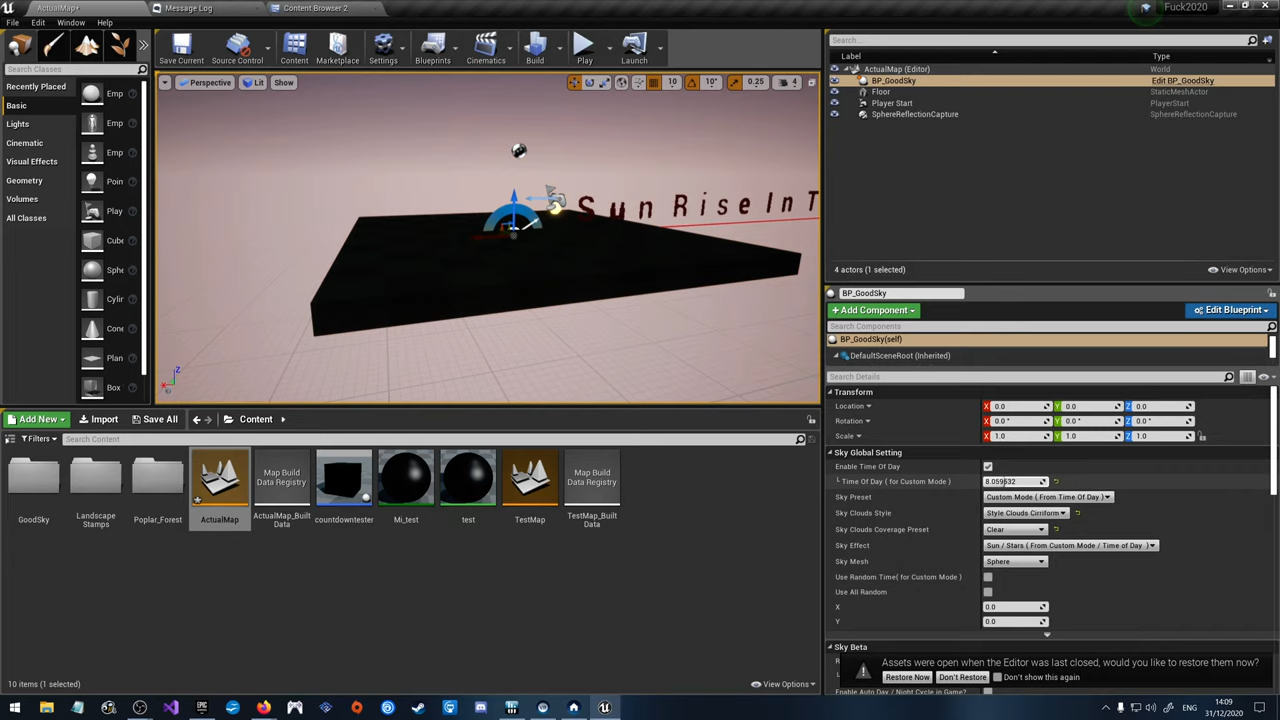 ActualMap*
Message Log
Content Browser 2
Fuck2020
File Edit Window Help
Search Classes
Recently Placed
Basic
Lights
Cinematic
Visual Effects
Geometry
Volumes
All Classes
Emp
Emp
Emp
Poin
Play
Cube
Sphe
Cylir
Cone
Plan
Box
Save Current
Source Control
Content
Marketplace
Settings
Blueprints
Cinematics
Build
Play
Launch
Perspective
Lit
Show
10
10°
0.25
4
Sun Rise In T
Z
Search...
Label Type
ActualMap (Editor) World
BP_GoodSky Edit BP_GoodSky
Floor StaticMeshActor
Player Start PlayerStart
SphereReflectionCapture SphereReflectionCapture
4 actors (1 selected)
View Options
BP_GoodSky
+ Add Component
Edit Blueprint
Search Components
BP_GoodSky(self)
DefaultSceneRoot (Inherited)
Search Details
Transform
Location X 0.0 Y 0.0 Z 0.0
Rotation X 0.0 ° Y 0.0 ° Z 0.0 °
Scale X 1.0 Y 1.0 Z 1.0
Sky Global Setting
Enable Time Of Day
Time Of Day ( for Custom Mode ) 8.059632
Sky Preset Custom Mode ( From Time Of Day )
Sky Clouds Style Style Clouds Cirriform
Sky Clouds Coverage Preset Clear
Sky Effect Sun / Stars ( From Custom Mode / Time of Day )
Sky Mesh Sphere
Use Random Time( for Custom Mode )
Use All Random
X 0.0
Y 0.0
Sky Beta
Enable Auto Day / Night Cycle in Game?
Assets were open when the Editor was last closed, would you like to restore them now?
Restore Now Don't Restore Don't show this again
Add New
Import
Save All
Content
Filters
Search Content
GoodSky
Landscape Stamps
Poplar_Forest
ActualMap
Map Build Data Registry
ActualMap_Built Data
countdowntester
Mi_test
test
TestMap
Map Build Data Registry
TestMap_Built Data
10 items (1 selected)
View Options
ENG
14:09
31/12/2020